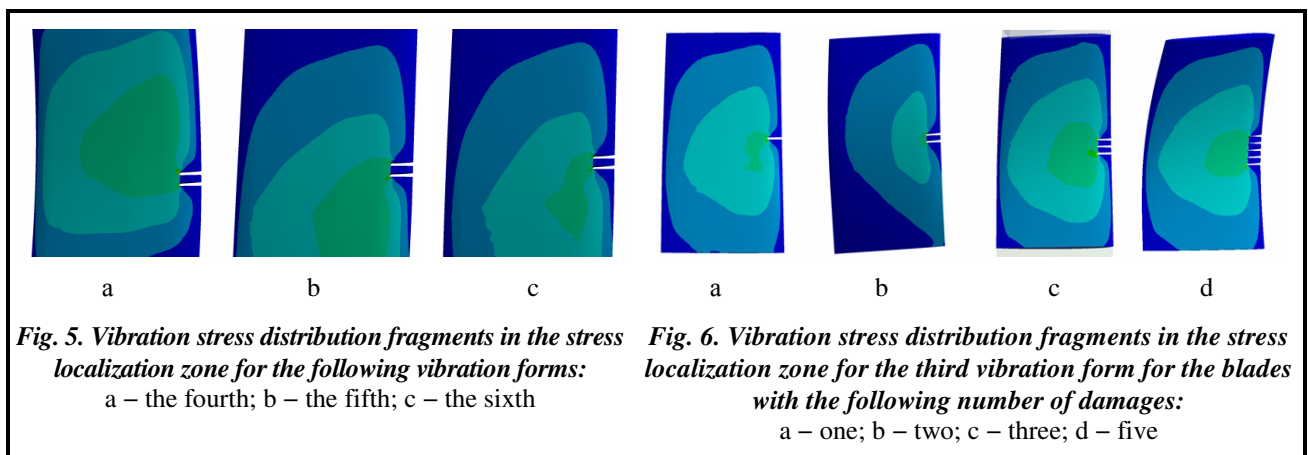 a b c
Fig. 5. Vibration stress distribution fragments in the stress
localization zone for the following vibration forms:
a – the fourth; b – the fifth; c – the sixth
a b c d
Fig. 6. Vibration stress distribution fragments in the stress
localization zone for the third vibration form for the blades
with the following number of damages:
a – one; b – two; c – three; d – five